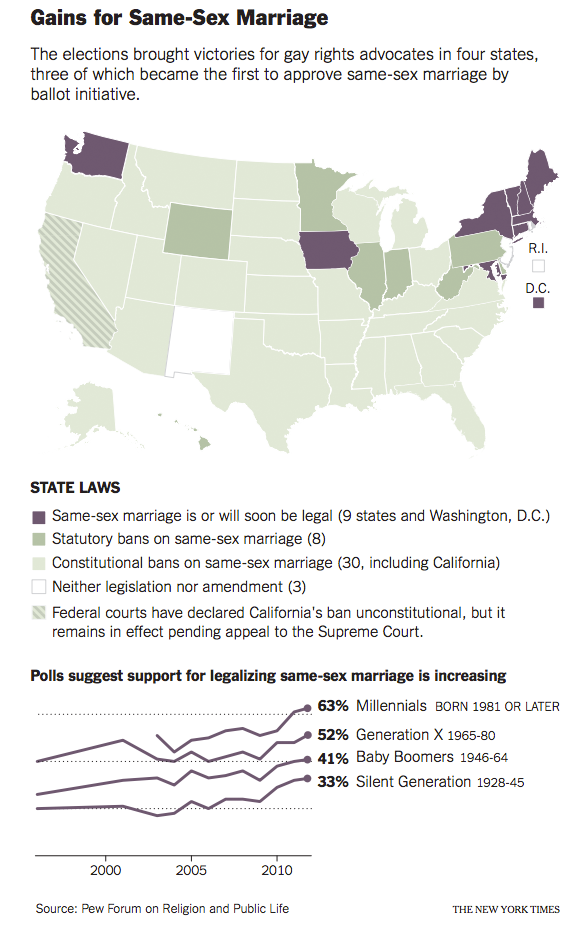 Gains for Same-Sex Marriage
The elections brought victories for gay rights advocates in four states,
three of which became the first to approve same-sex marriage by
ballot initiative.
R.I.
D.C.
STATE LAWS
Same-sex marriage is or will soon be legal (9 states and Washington, D.C.)
Statutory bans on same-sex marriage (8)
Constitutional bans on same-sex marriage (30, including California)
Neither legislation nor amendment (3)
Federal courts have declared California's ban unconstitutional, but it
remains in effect pending appeal to the Supreme Court.
Polls suggest support for legalizing same-sex marriage is increasing
63% Millennials BORN 1981 OR LATER
52% Generation X 1965-80
41% Baby Boomers 1946-64
33% Silent Generation 1928-45
2000 2005 2010
Source: Pew Forum on Religion and Public Life THE NEW YORK TIMES